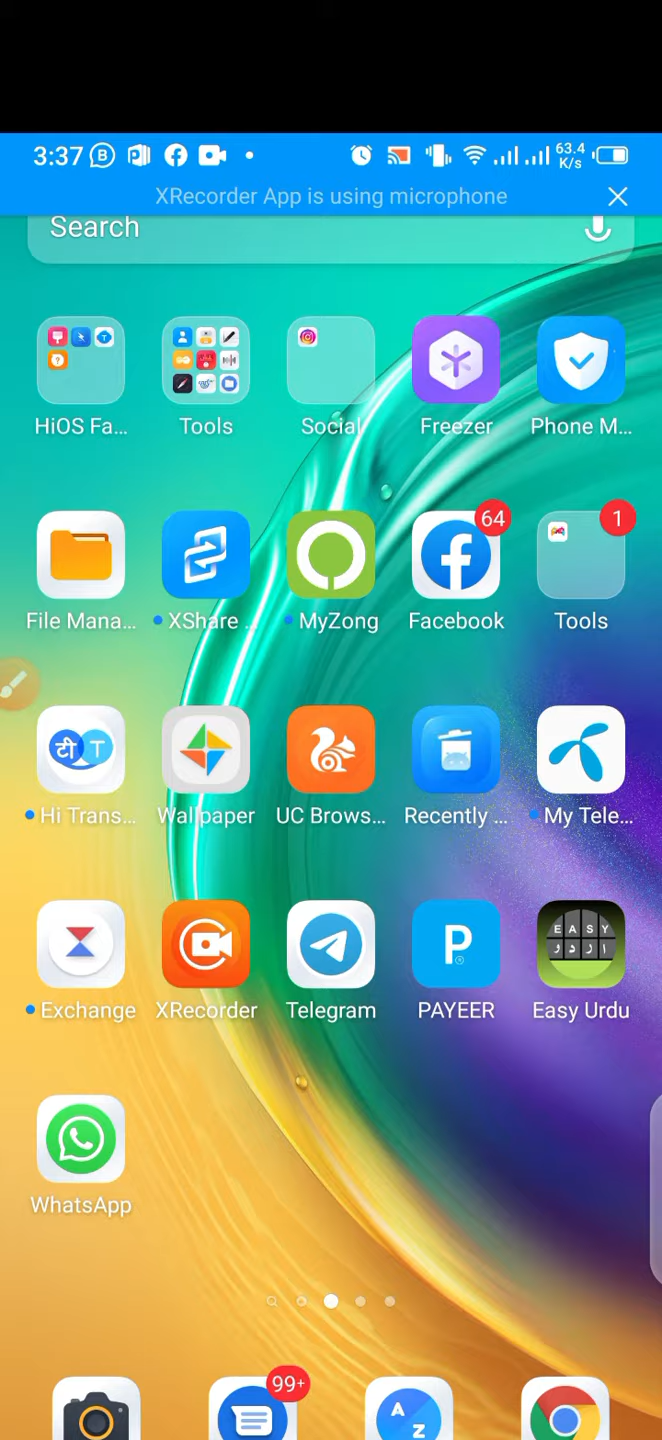 3:37
63.4
K/s
XRecorder App is using microphone
Search
HiOS Fa...
Tools
Social
Freezer
Phone M...
64
1
File Mana...
XShare ..
MyZong
Facebook
Tools
टी T
Hi Trans...
Wallpaper
UC Brows...
Recently ...
My Tele...
P
EASY
اردو
Exchange
XRecorder
Telegram
PAYEER
Easy Urdu
WhatsApp
99+
A
Z